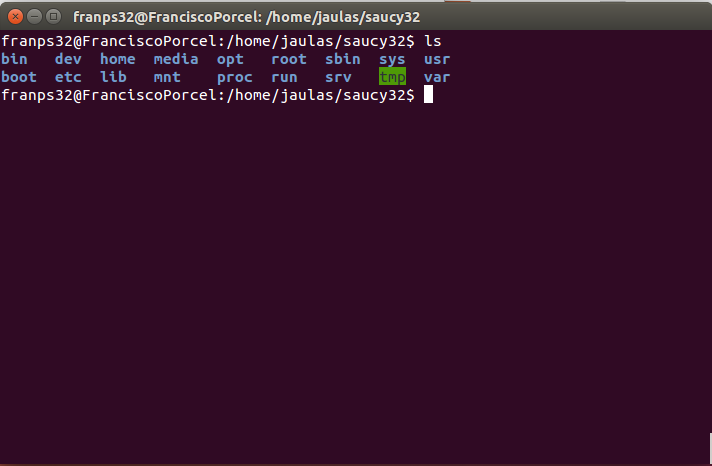 franps32@FranciscoPorcel: /home/jaulas/saucy32
franps32@FranciscoPorcel:/home/jaulas/saucy32$ ls
bin   dev  home  media  opt   root  sbin  sys  usr
boot  etc  lib   mnt    proc  run   srv   tmp  var
franps32@FranciscoPorcel:/home/jaulas/saucy32$